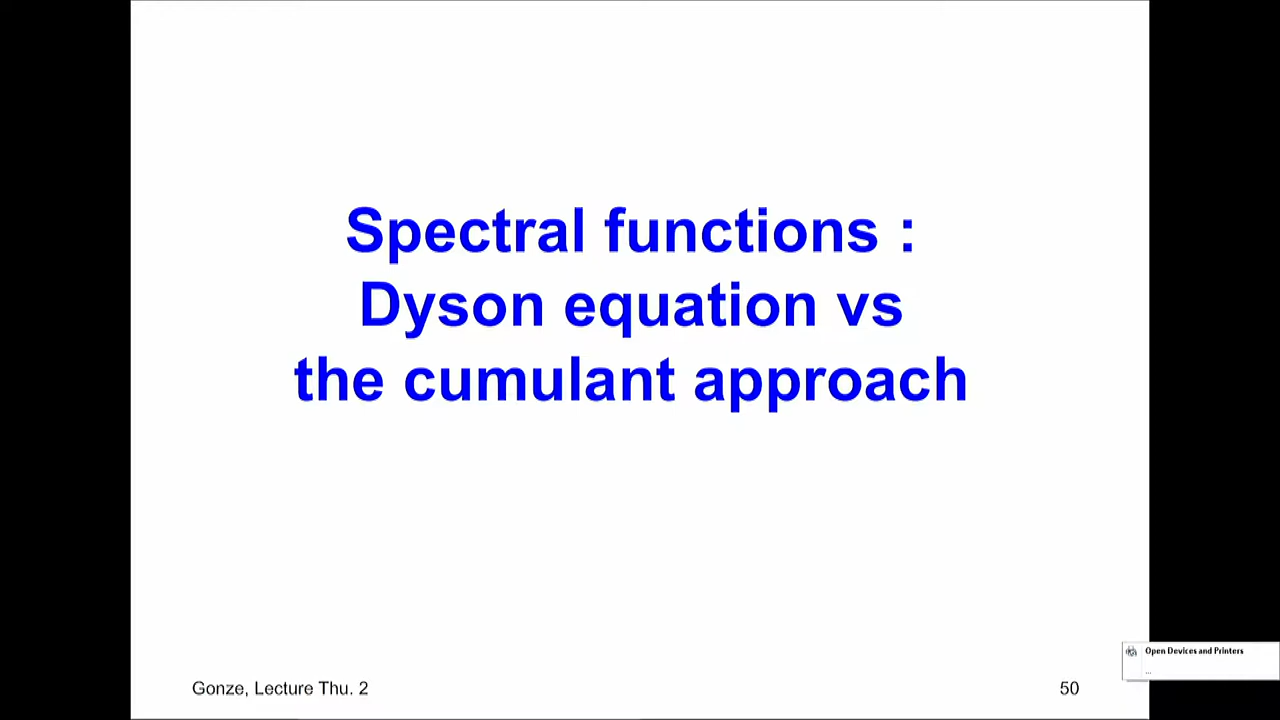 Spectral functions :
Dyson equation vs
the cumulant approach
Open Devices and Printers
...
Gonze, Lecture Thu. 2
50